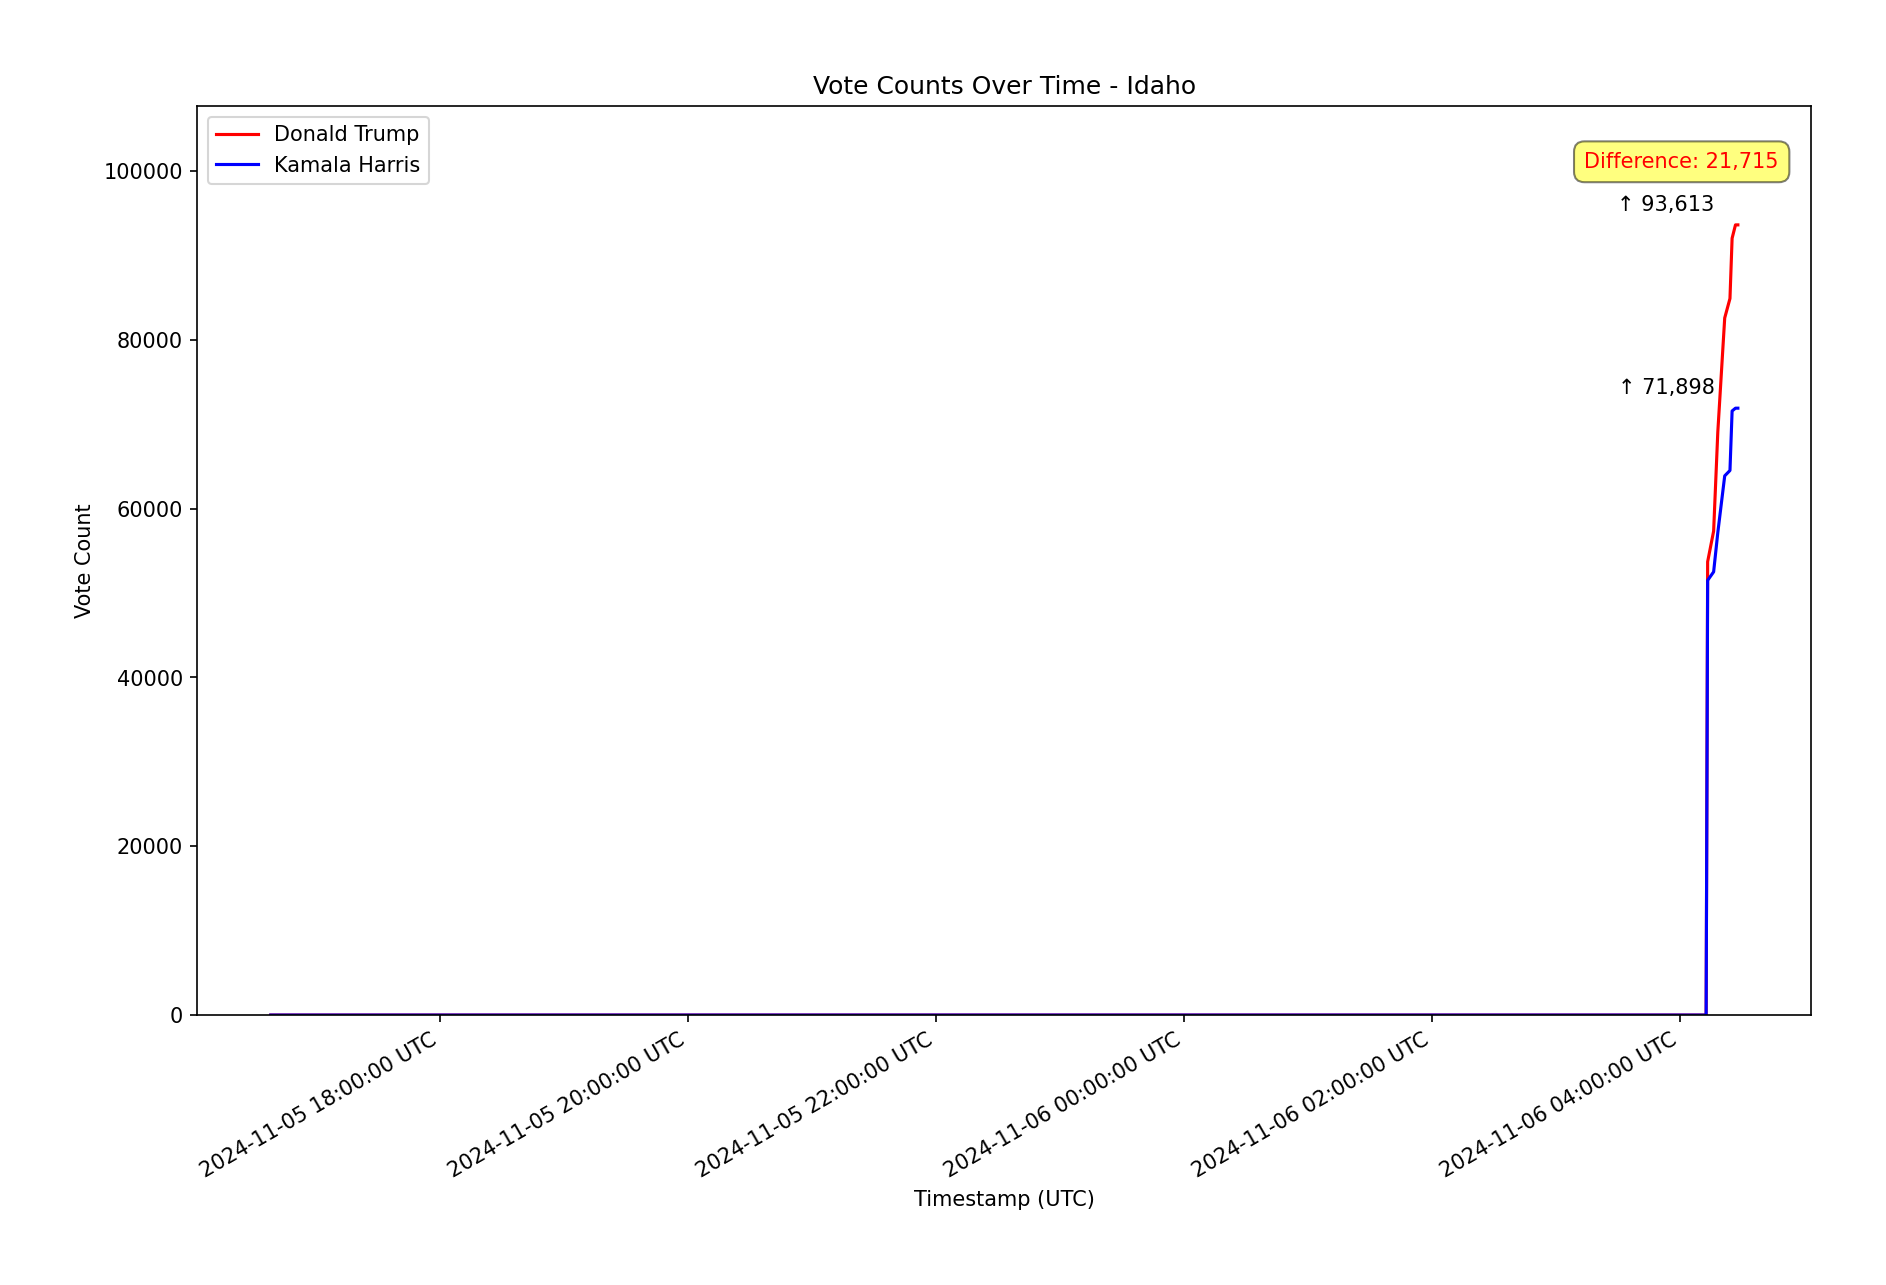 Vote Counts Over Time - Idaho
Donald Trump
Kamala Harris
Difference: 21,715
↑ 93,613
↑ 71,898
100000
80000
60000
40000
20000
0
Vote Count
2024-11-05 18:00:00 UTC
2024-11-05 20:00:00 UTC
2024-11-05 22:00:00 UTC
2024-11-06 00:00:00 UTC
2024-11-06 02:00:00 UTC
2024-11-06 04:00:00 UTC
Timestamp (UTC)